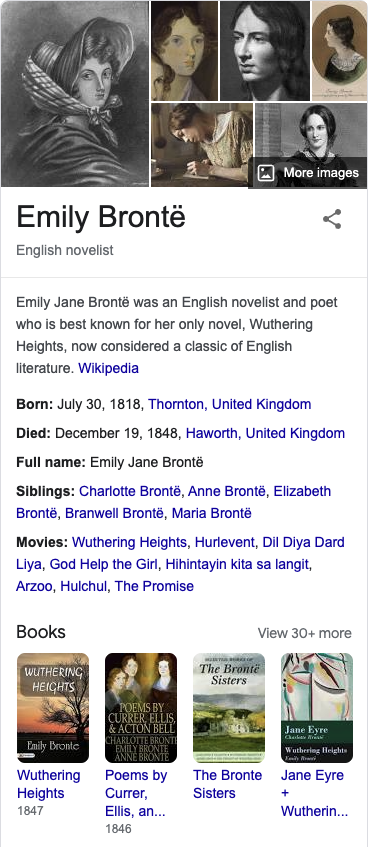 More images
Emily Brontë
English novelist
Emily Jane Brontë was an English novelist and poet
who is best known for her only novel, Wuthering
Heights, now considered a classic of English
literature. Wikipedia
Born: July 30, 1818, Thornton, United Kingdom
Died: December 19, 1848, Haworth, United Kingdom
Full name: Emily Jane Brontë
Siblings: Charlotte Brontë, Anne Brontë, Elizabeth
Brontë, Branwell Brontë, Maria Brontë
Movies: Wuthering Heights, Hurlevent, Dil Diya Dard
Liya, God Help the Girl, Hihintayin kita sa langit,
Arzoo, Hulchul, The Promise
Books
View 30+ more
WUTHERING
HEIGHTS
Emily Bronte
POEMS BY
CURRER, ELLIS,
& ACTON BELL
CHARLOTTE BRONTE
EMILY BRONTE
ANNE BRONTE
SELECTED WORKS OF
The Brontë
Sisters
Jane Eyre
Charlotte Brontë
Wuthering Heights
Emily Brontë
Wuthering
Heights
1847
Poems by
Currer,
Ellis, an...
1846
The Bronte
Sisters
Jane Eyre
+
Wutherin...